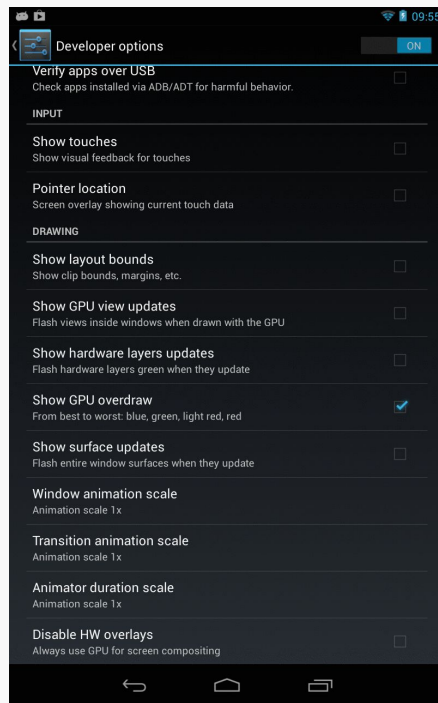 09:55
Developer options
ON
Verify apps over USB
Check apps installed via ADB/ADT for harmful behavior.
INPUT
Show touches
Show visual feedback for touches
Pointer location
Screen overlay showing current touch data
DRAWING
Show layout bounds
Show clip bounds, margins, etc.
Show GPU view updates
Flash views inside windows when drawn with the GPU
Show hardware layers updates
Flash hardware layers green when they update
Show GPU overdraw
From best to worst: blue, green, light red, red
Show surface updates
Flash entire window surfaces when they update
Window animation scale
Animation scale 1x
Transition animation scale
Animation scale 1x
Animator duration scale
Animation scale 1x
Disable HW overlays
Always use GPU for screen compositing